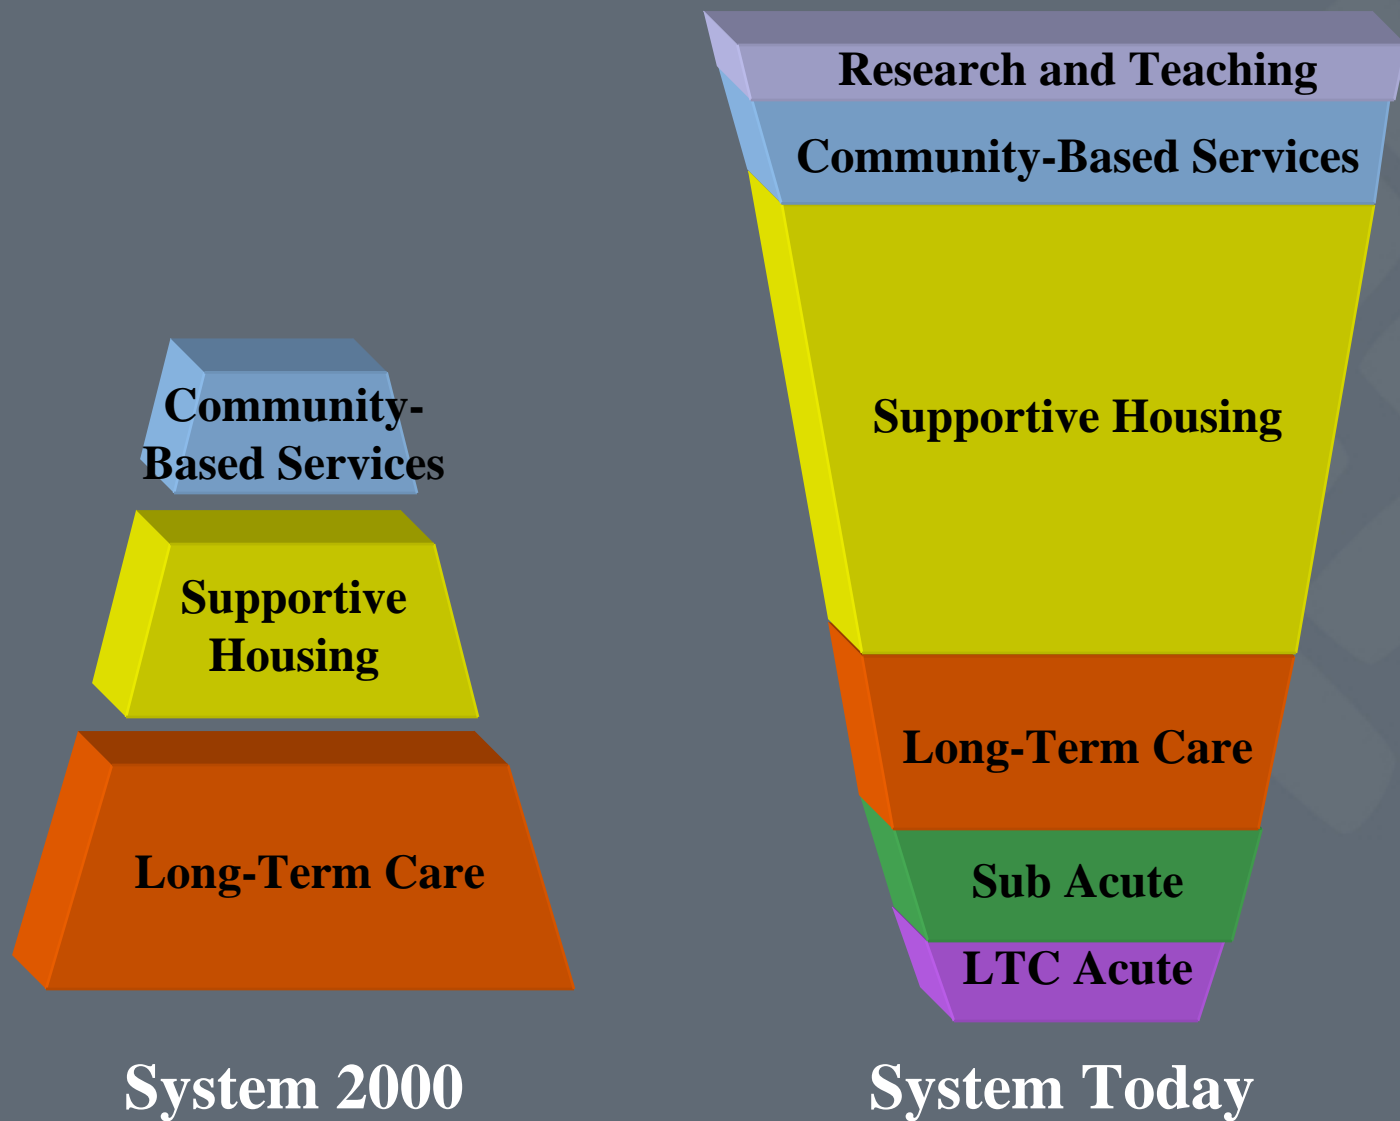 Community-
Based Services
Supportive
Housing
Long-Term Care
System 2000
Research and Teaching
Community-Based Services
Supportive Housing
Long-Term Care
Sub Acute
LTC Acute
System Today